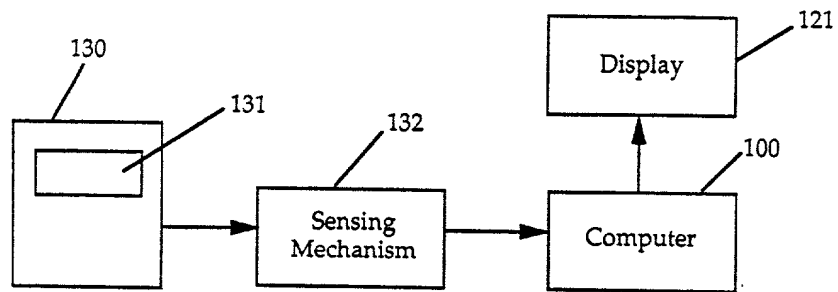 121
130
Display
131
132
100
Sensing
Mechanism
Computer